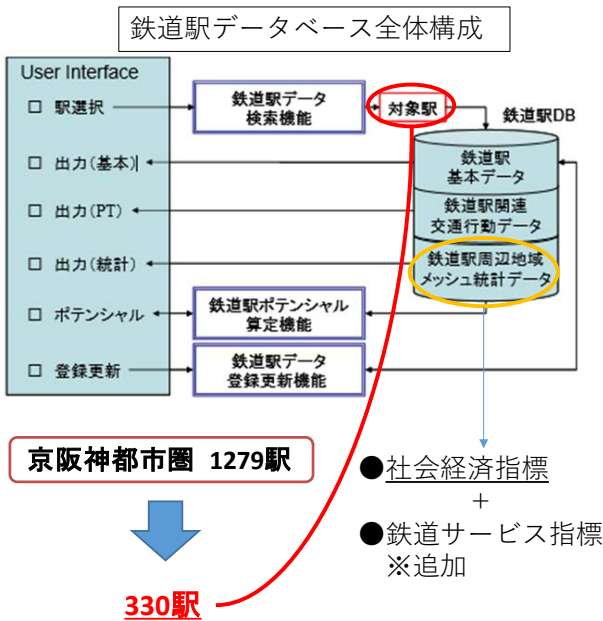 鉄道駅データベース全体構成
User Interface
□ 駅選択
鉄道駅データ
検索機能
対象駅
鉄道駅DB
□ 出力(基本)
鉄道駅
基本データ
□ 出力(PT)
鉄道駅関連
交通行動データ
□ 出力(統計)
鉄道駅周辺地域
メッシュ統計データ
□ ポテンシャル
鉄道駅ポテンシャル
算定機能
□ 登録更新
鉄道駅データ
登録更新機能
京阪神都市圏 1279駅
●社会経済指標
+
●鉄道サービス指標
※追加
330駅